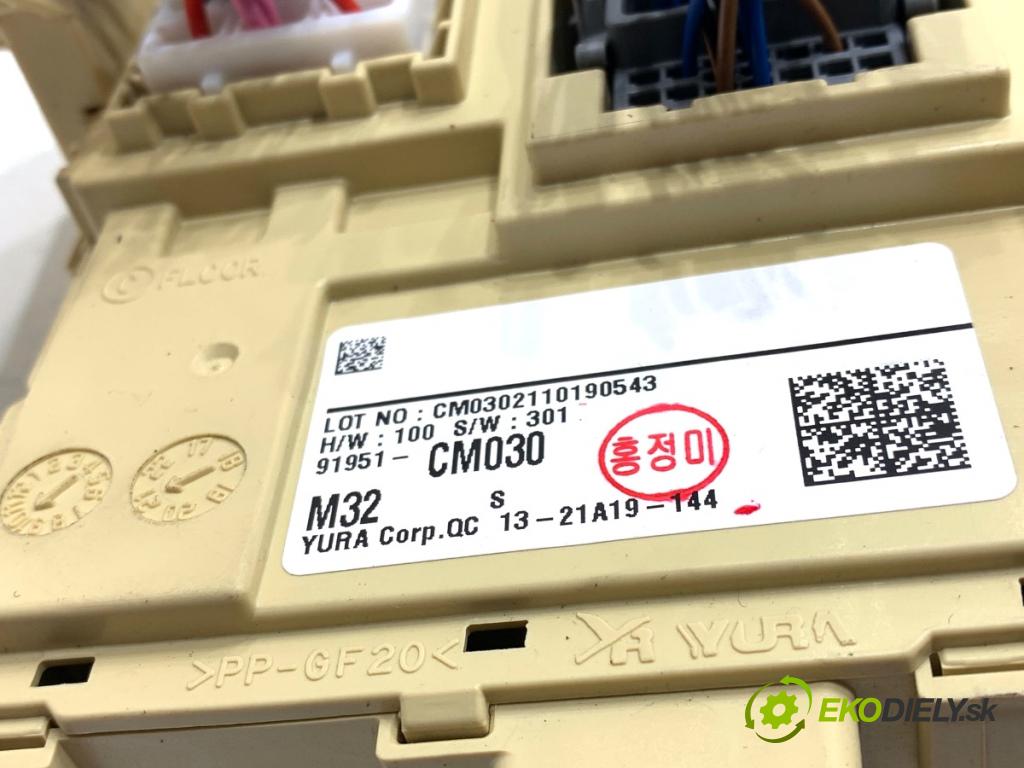 FLOOR
LOT NO : CM0302110190543
H/W : 100 S/W : 301
91951- CM030
홍정미
M32 S
YURA Corp.QC 13-21A19-144
>PP-GF20<
YURA
EKODIELY.sk